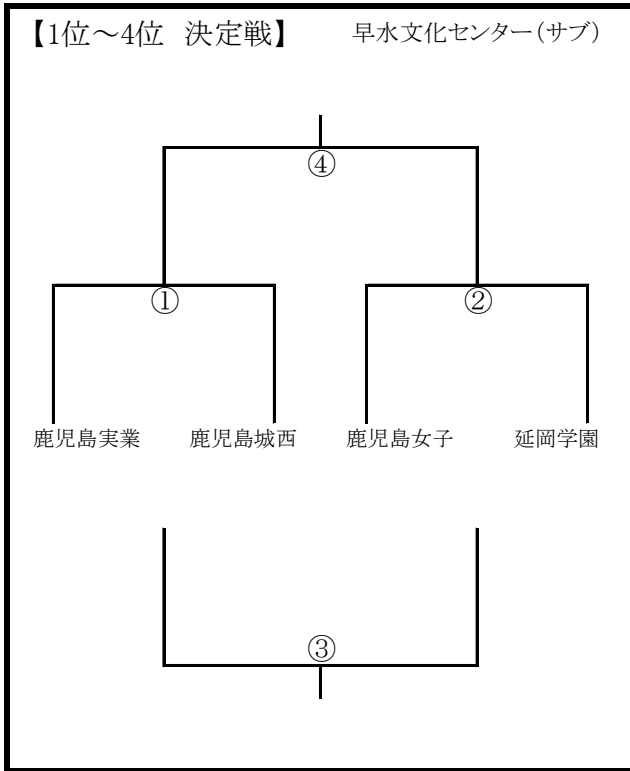 【1位～4位 決定戦】 早水文化センター(サブ)
④
① ②
鹿児島実業 鹿児島城西 鹿児島女子 延岡学園
③